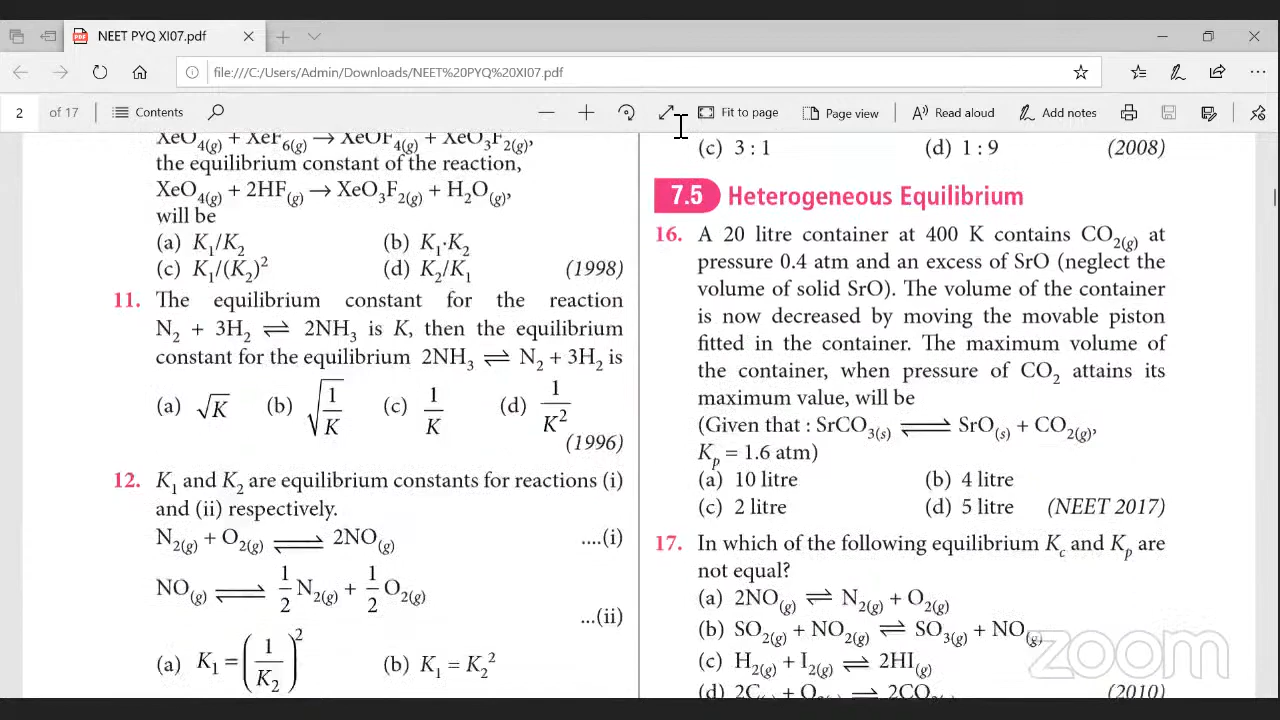 NEET PYQ XI07.pdf
file:///C:/Users/Admin/Downloads/NEET%20PYQ%20XI07.pdf
2 of 17 Contents Fit to page Page view Read aloud Add notes
XeO4(g) + XeF6(g) → XeOF4(g) + XeO3F2(g),
the equilibrium constant of the reaction,
XeO4(g) + 2HF(g) → XeO3F2(g) + H2O(g),
will be
(a) K1/K2 (b) K1·K2
(c) K1/(K2)² (d) K2/K1 (1998)
11. The equilibrium constant for the reaction
N2 + 3H2 ⇌ 2NH3 is K, then the equilibrium
constant for the equilibrium 2NH3 ⇌ N2 + 3H2 is
(a) √K (b) √(1/K) (c) 1/K (d) 1/K²
(1996)
12. K1 and K2 are equilibrium constants for reactions (i)
and (ii) respectively.
N2(g) + O2(g) ⇌ 2NO(g) ....(i)
NO(g) ⇌ 1/2 N2(g) + 1/2 O2(g)
...(ii)
(a) K1 = (1/K2)² (b) K1 = K2²
(c) 3 : 1 (d) 1 : 9 (2008)
7.5 Heterogeneous Equilibrium
16. A 20 litre container at 400 K contains CO2(g) at
pressure 0.4 atm and an excess of SrO (neglect the
volume of solid SrO). The volume of the container
is now decreased by moving the movable piston
fitted in the container. The maximum volume of
the container, when pressure of CO2 attains its
maximum value, will be
(Given that : SrCO3(s) ⇌ SrO(s) + CO2(g),
Kp = 1.6 atm)
(a) 10 litre (b) 4 litre
(c) 2 litre (d) 5 litre (NEET 2017)
17. In which of the following equilibrium Kc and Kp are
not equal?
(a) 2NO(g) ⇌ N2(g) + O2(g)
(b) SO2(g) + NO2(g) ⇌ SO3(g) + NO(g)
(c) H2(g) + I2(g) ⇌ 2HI(g)
(d) 2C(s) + O2(g) ⇌ 2CO2(g) (2010)
zoom